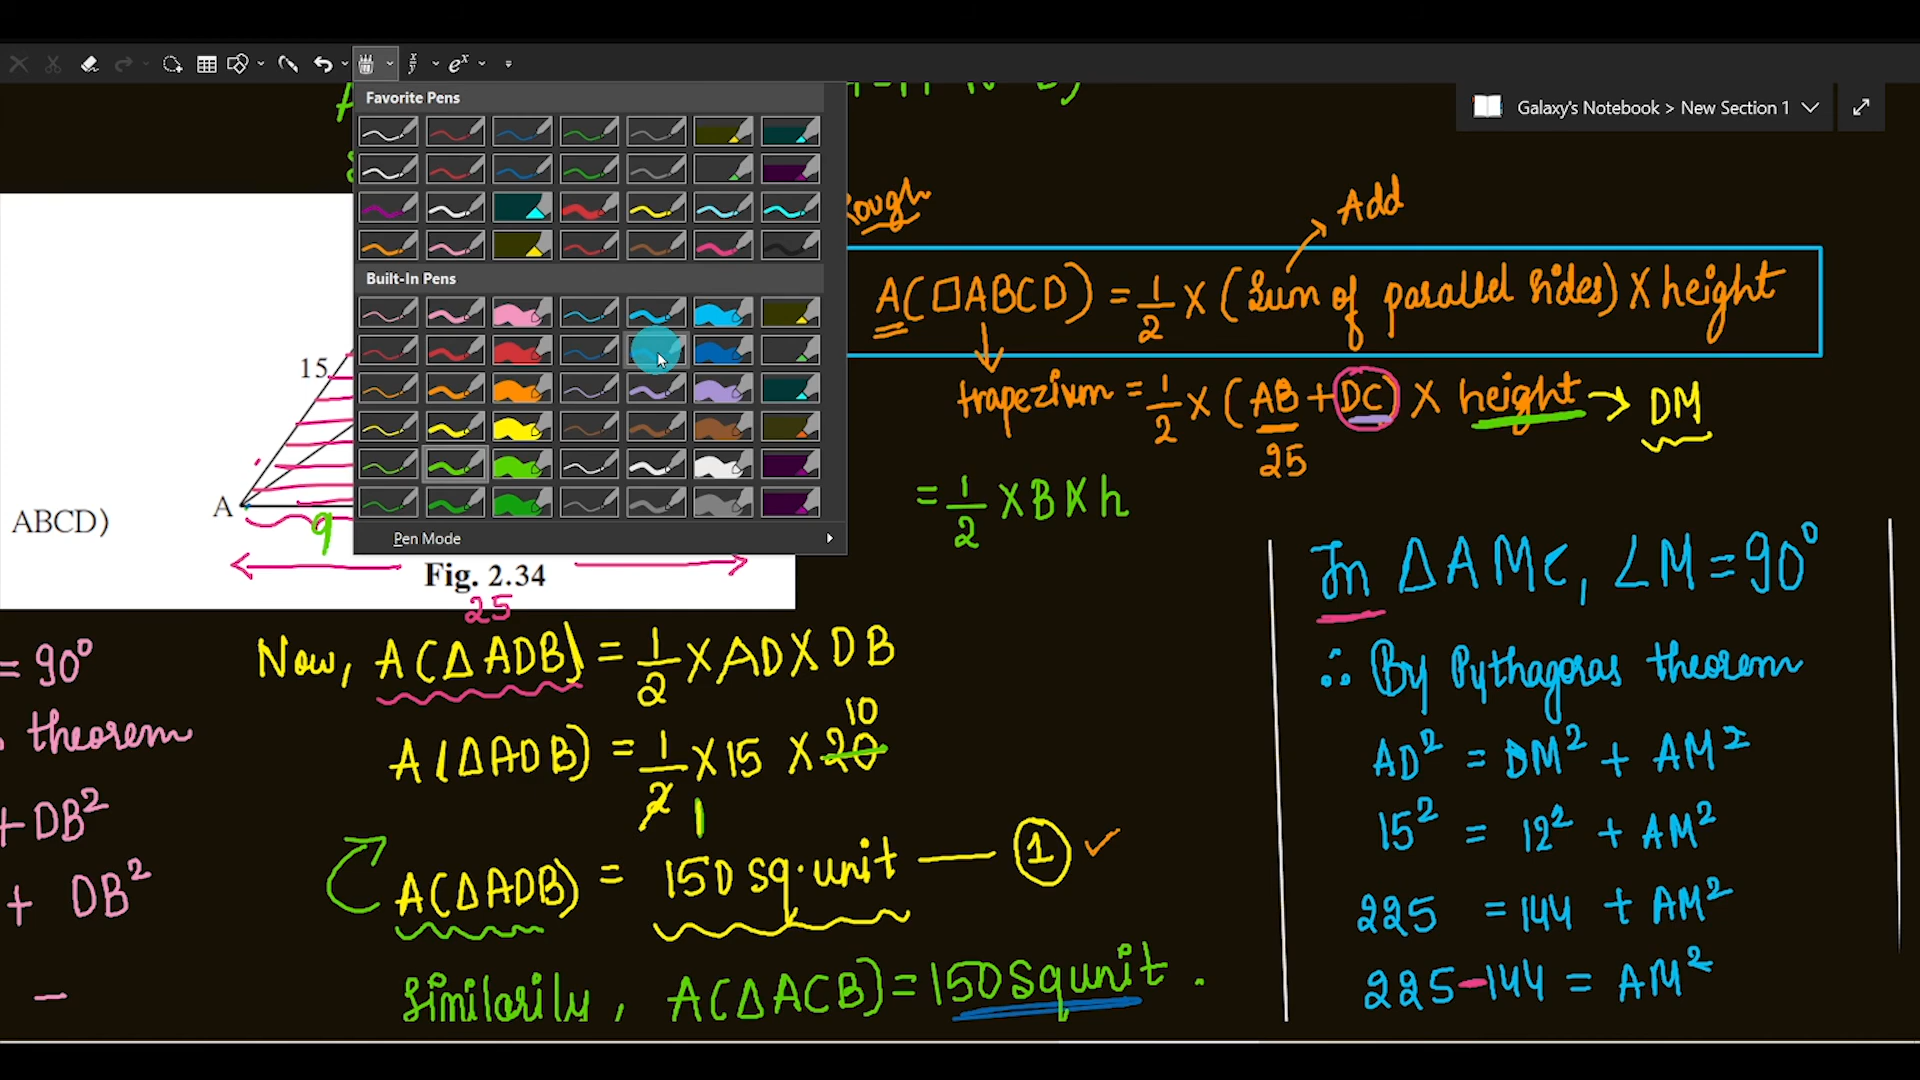 Favorite Pens
Built-In Pens
Pen Mode
Galaxy's Notebook > New Section 1
Rough
Add
A(□ABCD) = 1/2 X (Sum of parallel sides) X height
trapezium = 1/2 X (AB + DC) X height → DM
25
= 1/2 X B X h
15
A
9
ABCD)
Fig. 2.34
25
= 90°
theorem
+ DB²
+ DB²
Now, A(△ADB) = 1/2 X AD X DB
10
A(△ADB) = 1/2 X 15 X 20
1
A(△ADB) = 150 sq.unit — ①
Similarily, A(△ACB) = 150 sq unit.
In △AMC, ∠M = 90°
∴ By Pythagoras theorem
AD² = DM² + AM²
15² = 12² + AM²
225 = 144 + AM²
225 - 144 = AM²